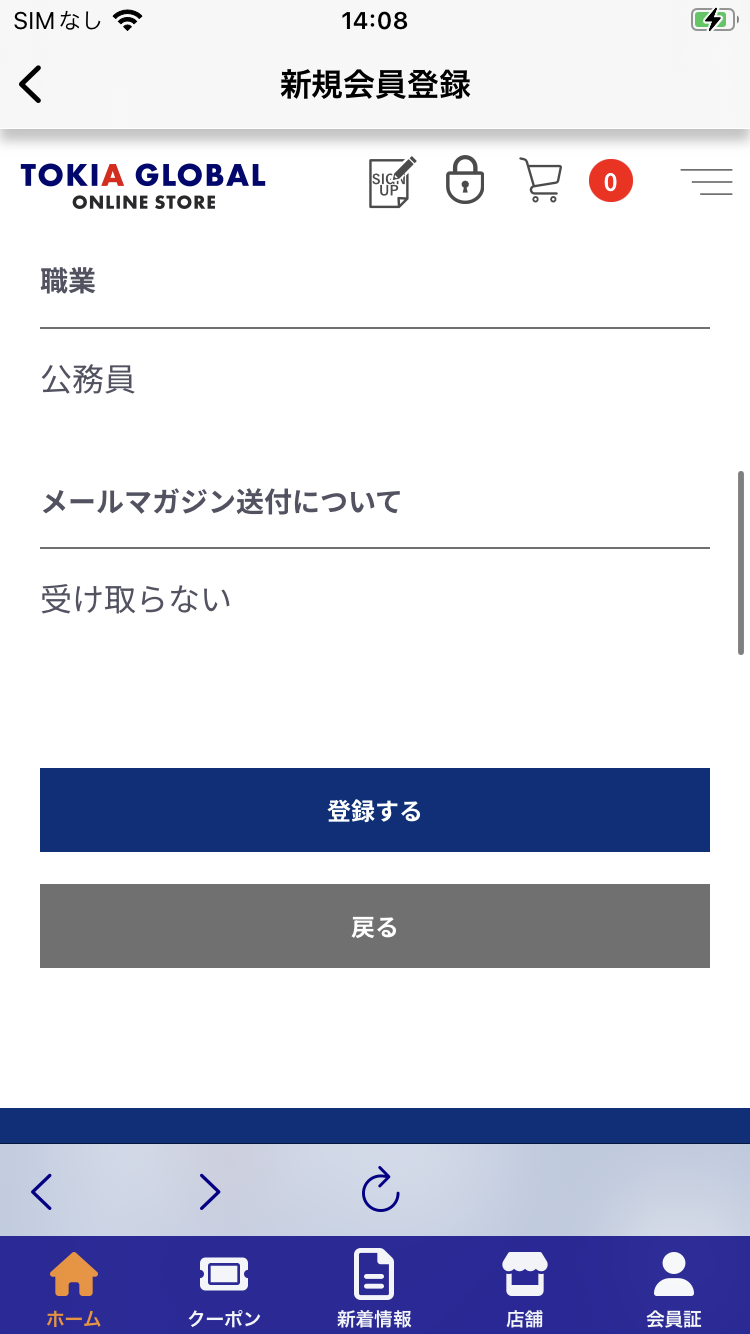 SIMなし 14:08
新規会員登録
TOKIA GLOBAL
ONLINE STORE
SIGN
UP
0
職業
公務員
メールマガジン送付について
受け取らない
登録する
戻る
ホーム クーポン 新着情報 店舗 会員証